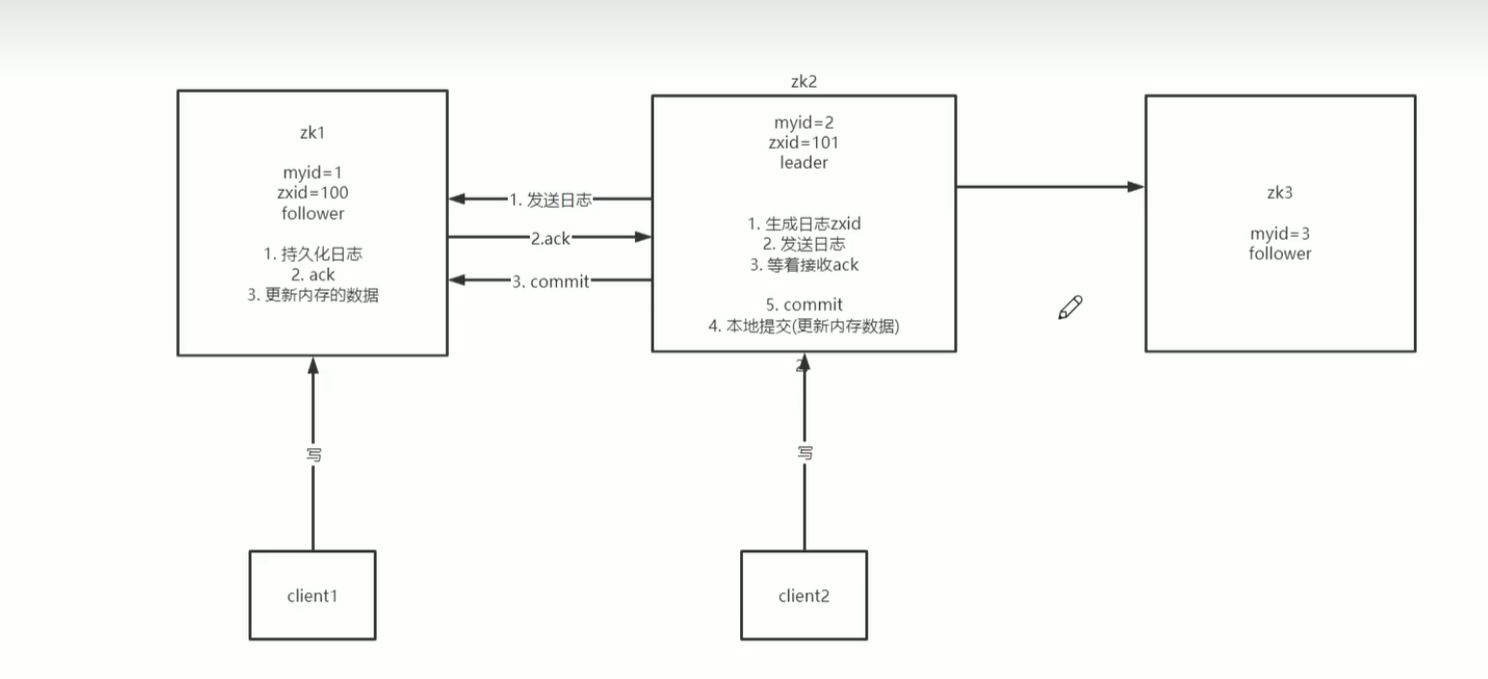 zk1
myid=1
zxid=100
follower
1. 持久化日志
2. ack
3. 更新内存的数据
1. 发送日志
2.ack
3. commit
zk2
myid=2
zxid=101
leader
1. 生成日志zxid
2. 发送日志
3. 等着接收ack
5. commit
4. 本地提交(更新内存数据)
zk3
myid=3
follower
写
写
client1
client2